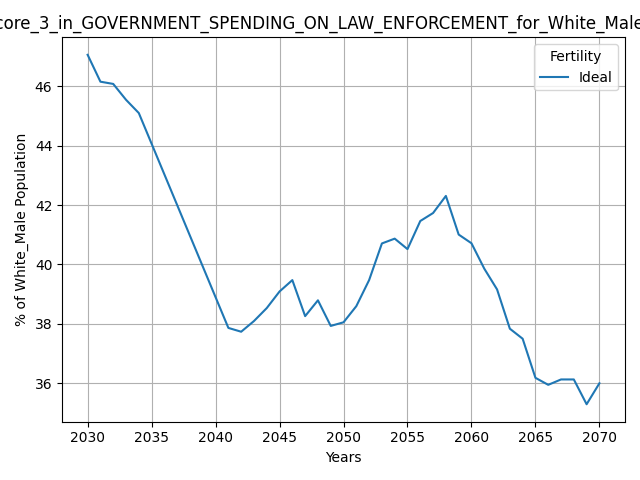 core_3_in_GOVERNMENT_SPENDING_ON_LAW_ENFORCEMENT_for_White_Male
Fertility
Ideal
% of White_Male Population
46
44
42
40
38
36
2030 2035 2040 2045 2050 2055 2060 2065 2070
Years